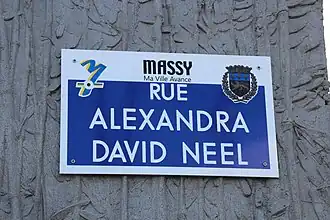 MASSY
Ma Ville Avance
RUE
ALEXANDRA
DAVID NEEL